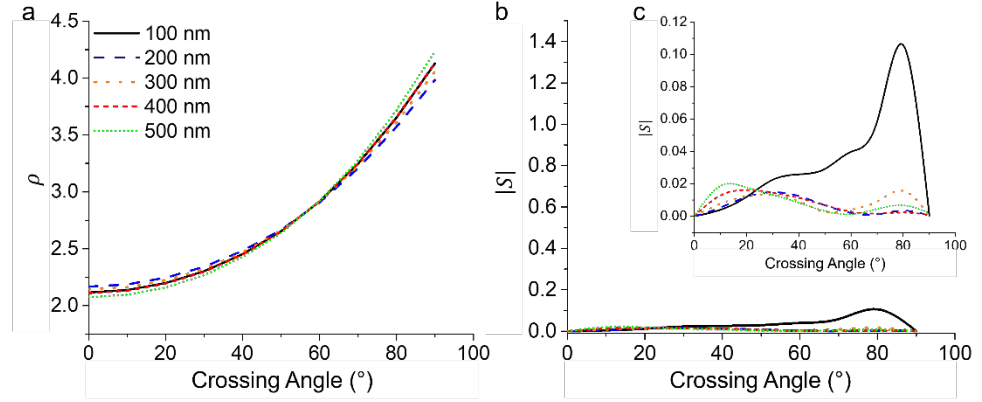 a
4.5
4.0
3.5
3.0
2.5
2.0
ρ
100 nm
200 nm
300 nm
400 nm
500 nm
0
20
40
60
80
100
Crossing Angle (°)
b
1.4
1.2
1.0
0.8
0.6
0.4
0.2
0.0
|S|
0
20
40
60
80
100
Crossing Angle (°)
c
0.12
0.10
0.08
0.06
0.04
0.02
0.00
|S|
0
20
40
60
80
100
Crossing Angle (°)